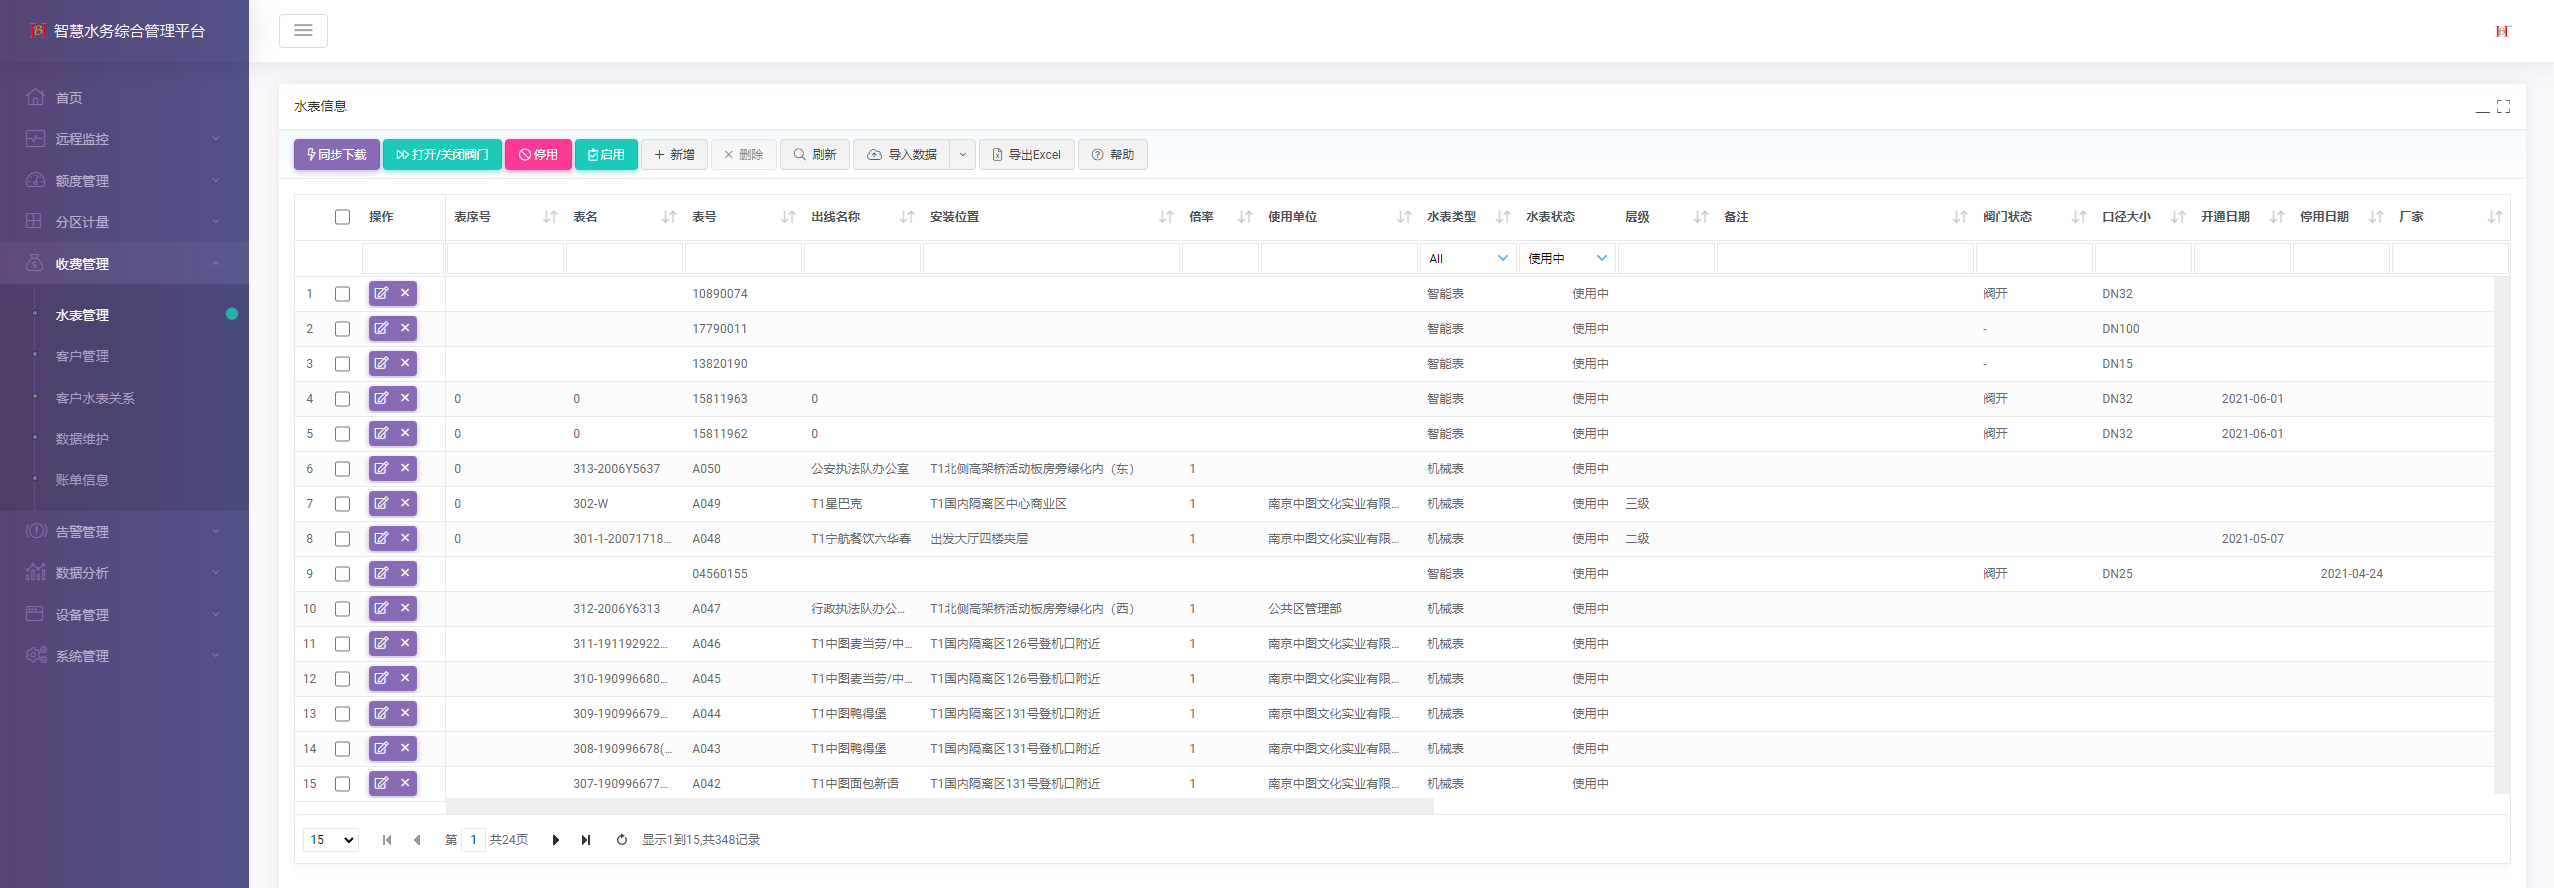 智慧水务综合管理平台
首页
远程监控
额度管理
分区计量
收费管理
水表管理
客户管理
客户水表关系
数据维护
账单信息
告警管理
数据分析
设备管理
系统管理
水表信息
同步下载 打开/关闭阀门 停用 启用 新增 删除 刷新 导入数据 导出Excel 帮助
操作 表序号 表名 表号 出线名称 安装位置 倍率 使用单位 水表类型 水表状态 层级 备注 阀门状态 口径大小 开通日期 停用日期 厂家
All 使用中
1 10890074 智能表 使用中 阀开 DN32
2 17790011 智能表 使用中 - DN100
3 13820190 智能表 使用中 - DN15
4 0 0 15811963 0 智能表 使用中 阀开 DN32 2021-06-01
5 0 0 15811962 0 智能表 使用中 阀开 DN32 2021-06-01
6 0 313-2006Y5637 A050 公安执法队办公室 T1北侧高架桥活动板房旁绿化内（东） 1 机械表 使用中
7 0 302-W A049 T1星巴克 T1国内隔离区中心商业区 1 南京中图文化实业有限... 机械表 使用中 三级
8 0 301-1-20071718... A048 T1宁航餐饮六华春 出发大厅四楼夹层 1 南京中图文化实业有限... 机械表 使用中 二级 2021-05-07
9 04560155 智能表 使用中 阀开 DN25 2021-04-24
10 312-2006Y6313 A047 行政执法队办公... T1北侧高架桥活动板房旁绿化内（西） 1 公共区管理部 机械表 使用中
11 311-191192922... A046 T1中图麦当劳/中... T1国内隔离区126号登机口附近 1 南京中图文化实业有限... 机械表 使用中
12 310-190996680... A045 T1中图麦当劳/中... T1国内隔离区126号登机口附近 1 南京中图文化实业有限... 机械表 使用中
13 309-190996679... A044 T1中图鸭得堡 T1国内隔离区131号登机口附近 1 南京中图文化实业有限... 机械表 使用中
14 308-190996678(... A043 T1中图鸭得堡 T1国内隔离区131号登机口附近 1 南京中图文化实业有限... 机械表 使用中
15 307-190996677... A042 T1中图面包新语 T1国内隔离区131号登机口附近 1 南京中图文化实业有限... 机械表 使用中
15 第 1 共24页 显示1到15,共348记录